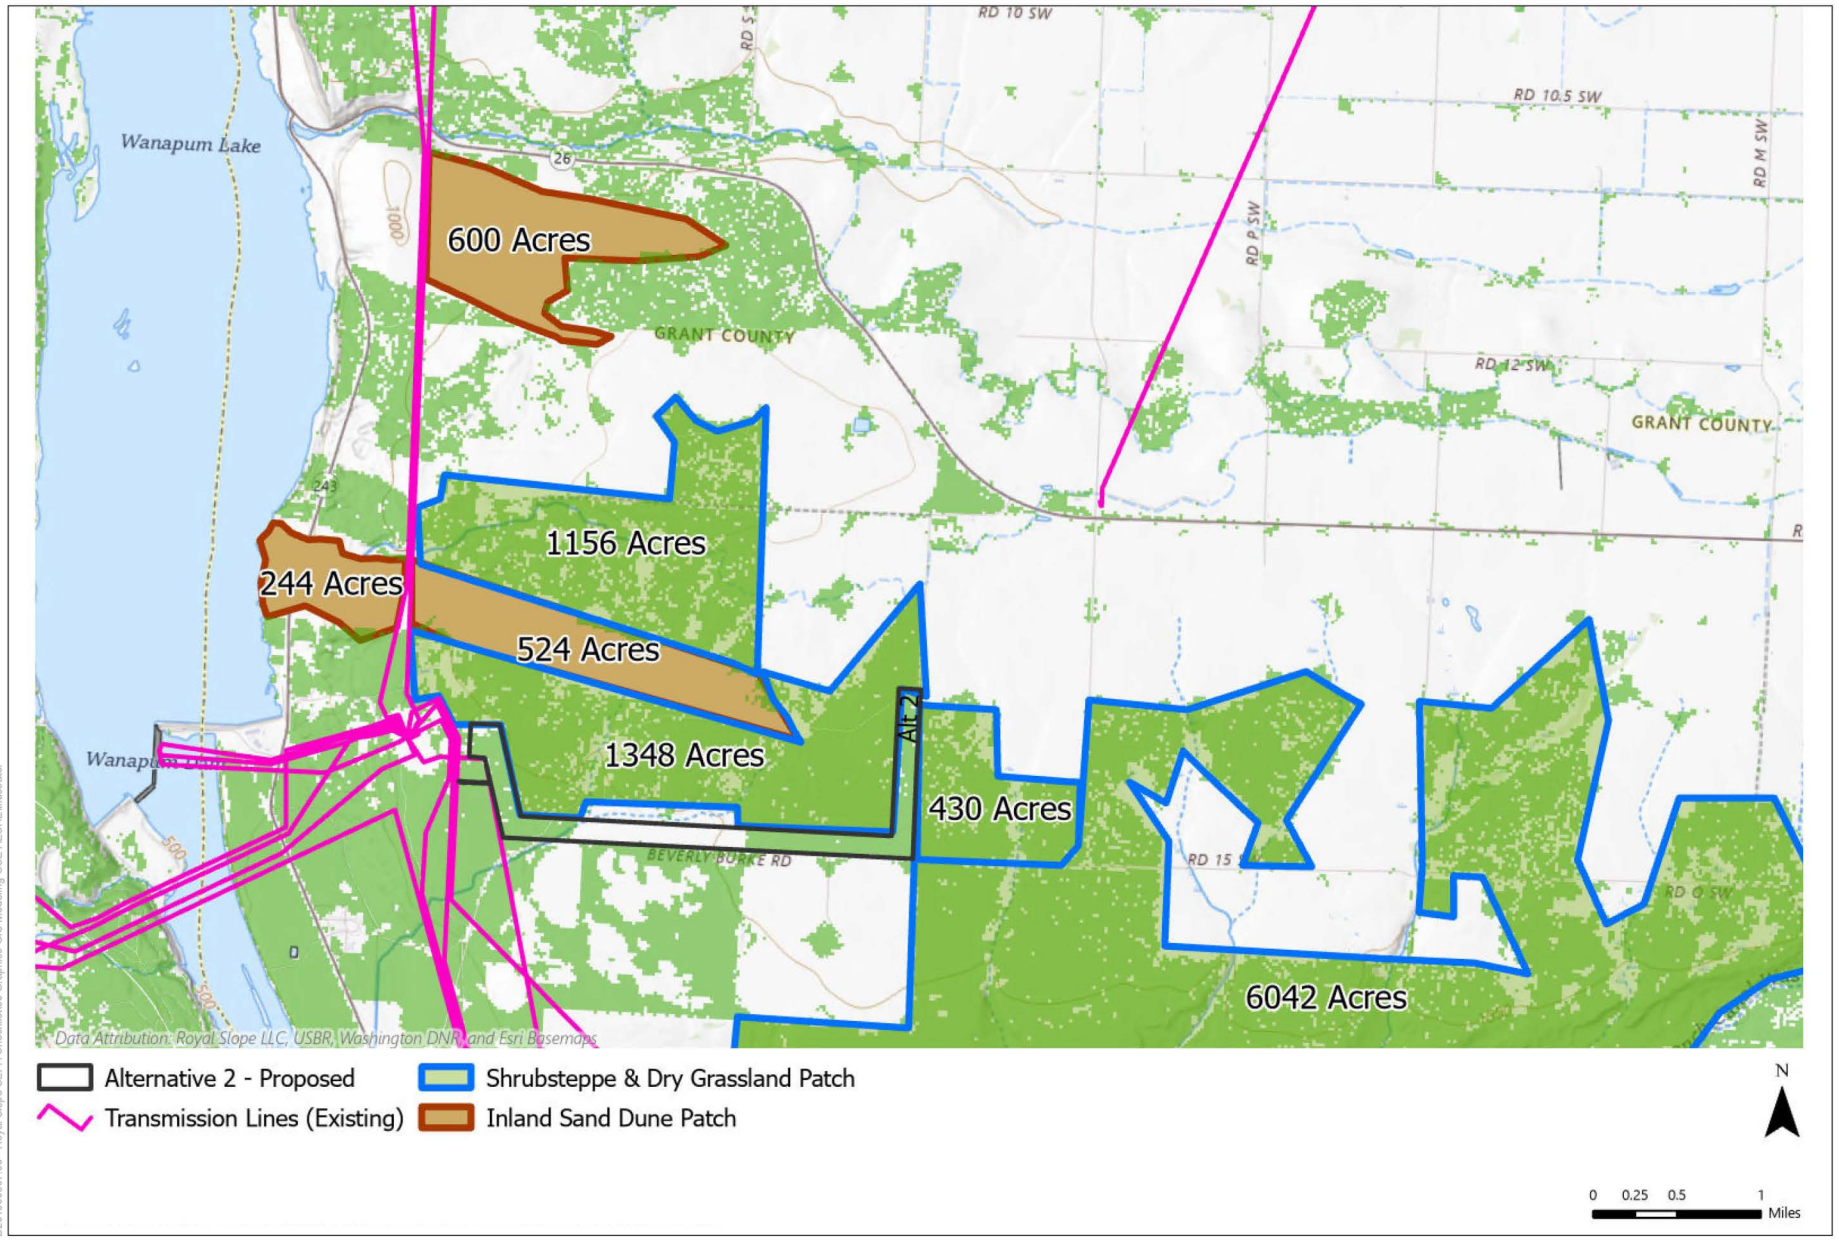 RD 10 SW
RD S
RD 10.5 SW
Wanapum Lake
RD M SW
26
1000
RD P SW
600 Acres
GRANT COUNTY
RD 12 SW
GRANT COUNTY
243
R
1156 Acres
244 Acres
524 Acres
Alt 2
1348 Acres
Wanapum
430 Acres
500
BEVERLY BURKE RD
RD 15
RD O SW
500
6042 Acres
Data Attribution: Royal Slope LLC, USBR, Washington DNR, and Esri Basemaps
Alternative 2 - Proposed
Shrubsteppe & Dry Grassland Patch
Transmission Lines (Existing)
Inland Sand Dune Patch
N
0 0.25 0.5 1
Miles